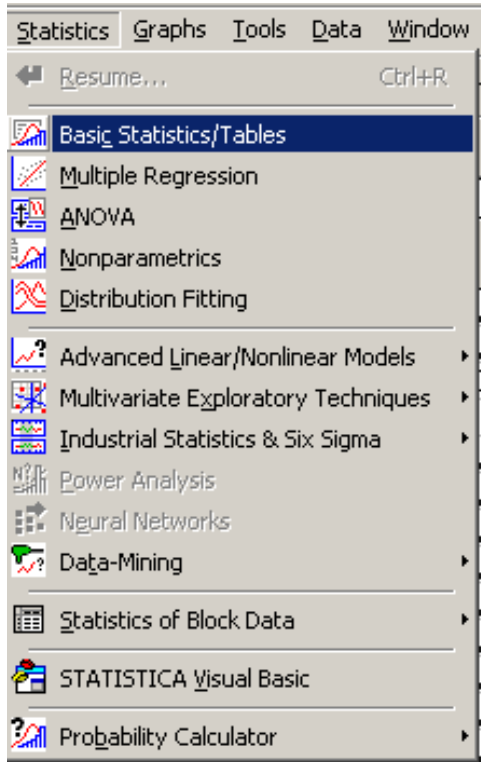 Statistics Graphs Tools Data Window
Resume... Ctrl+R
Basic Statistics/Tables
Multiple Regression
ANOVA
Nonparametrics
Distribution Fitting
Advanced Linear/Nonlinear Models
Multivariate Exploratory Techniques
Industrial Statistics & Six Sigma
Power Analysis
Neural Networks
Data-Mining
Statistics of Block Data
STATISTICA Visual Basic
Probability Calculator